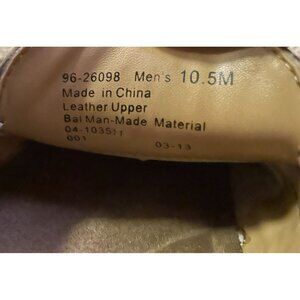 96-26098 Men's 10.5M
Made in China
Leather Upper
Bal Man-Made Material
04-103511
001 03-13